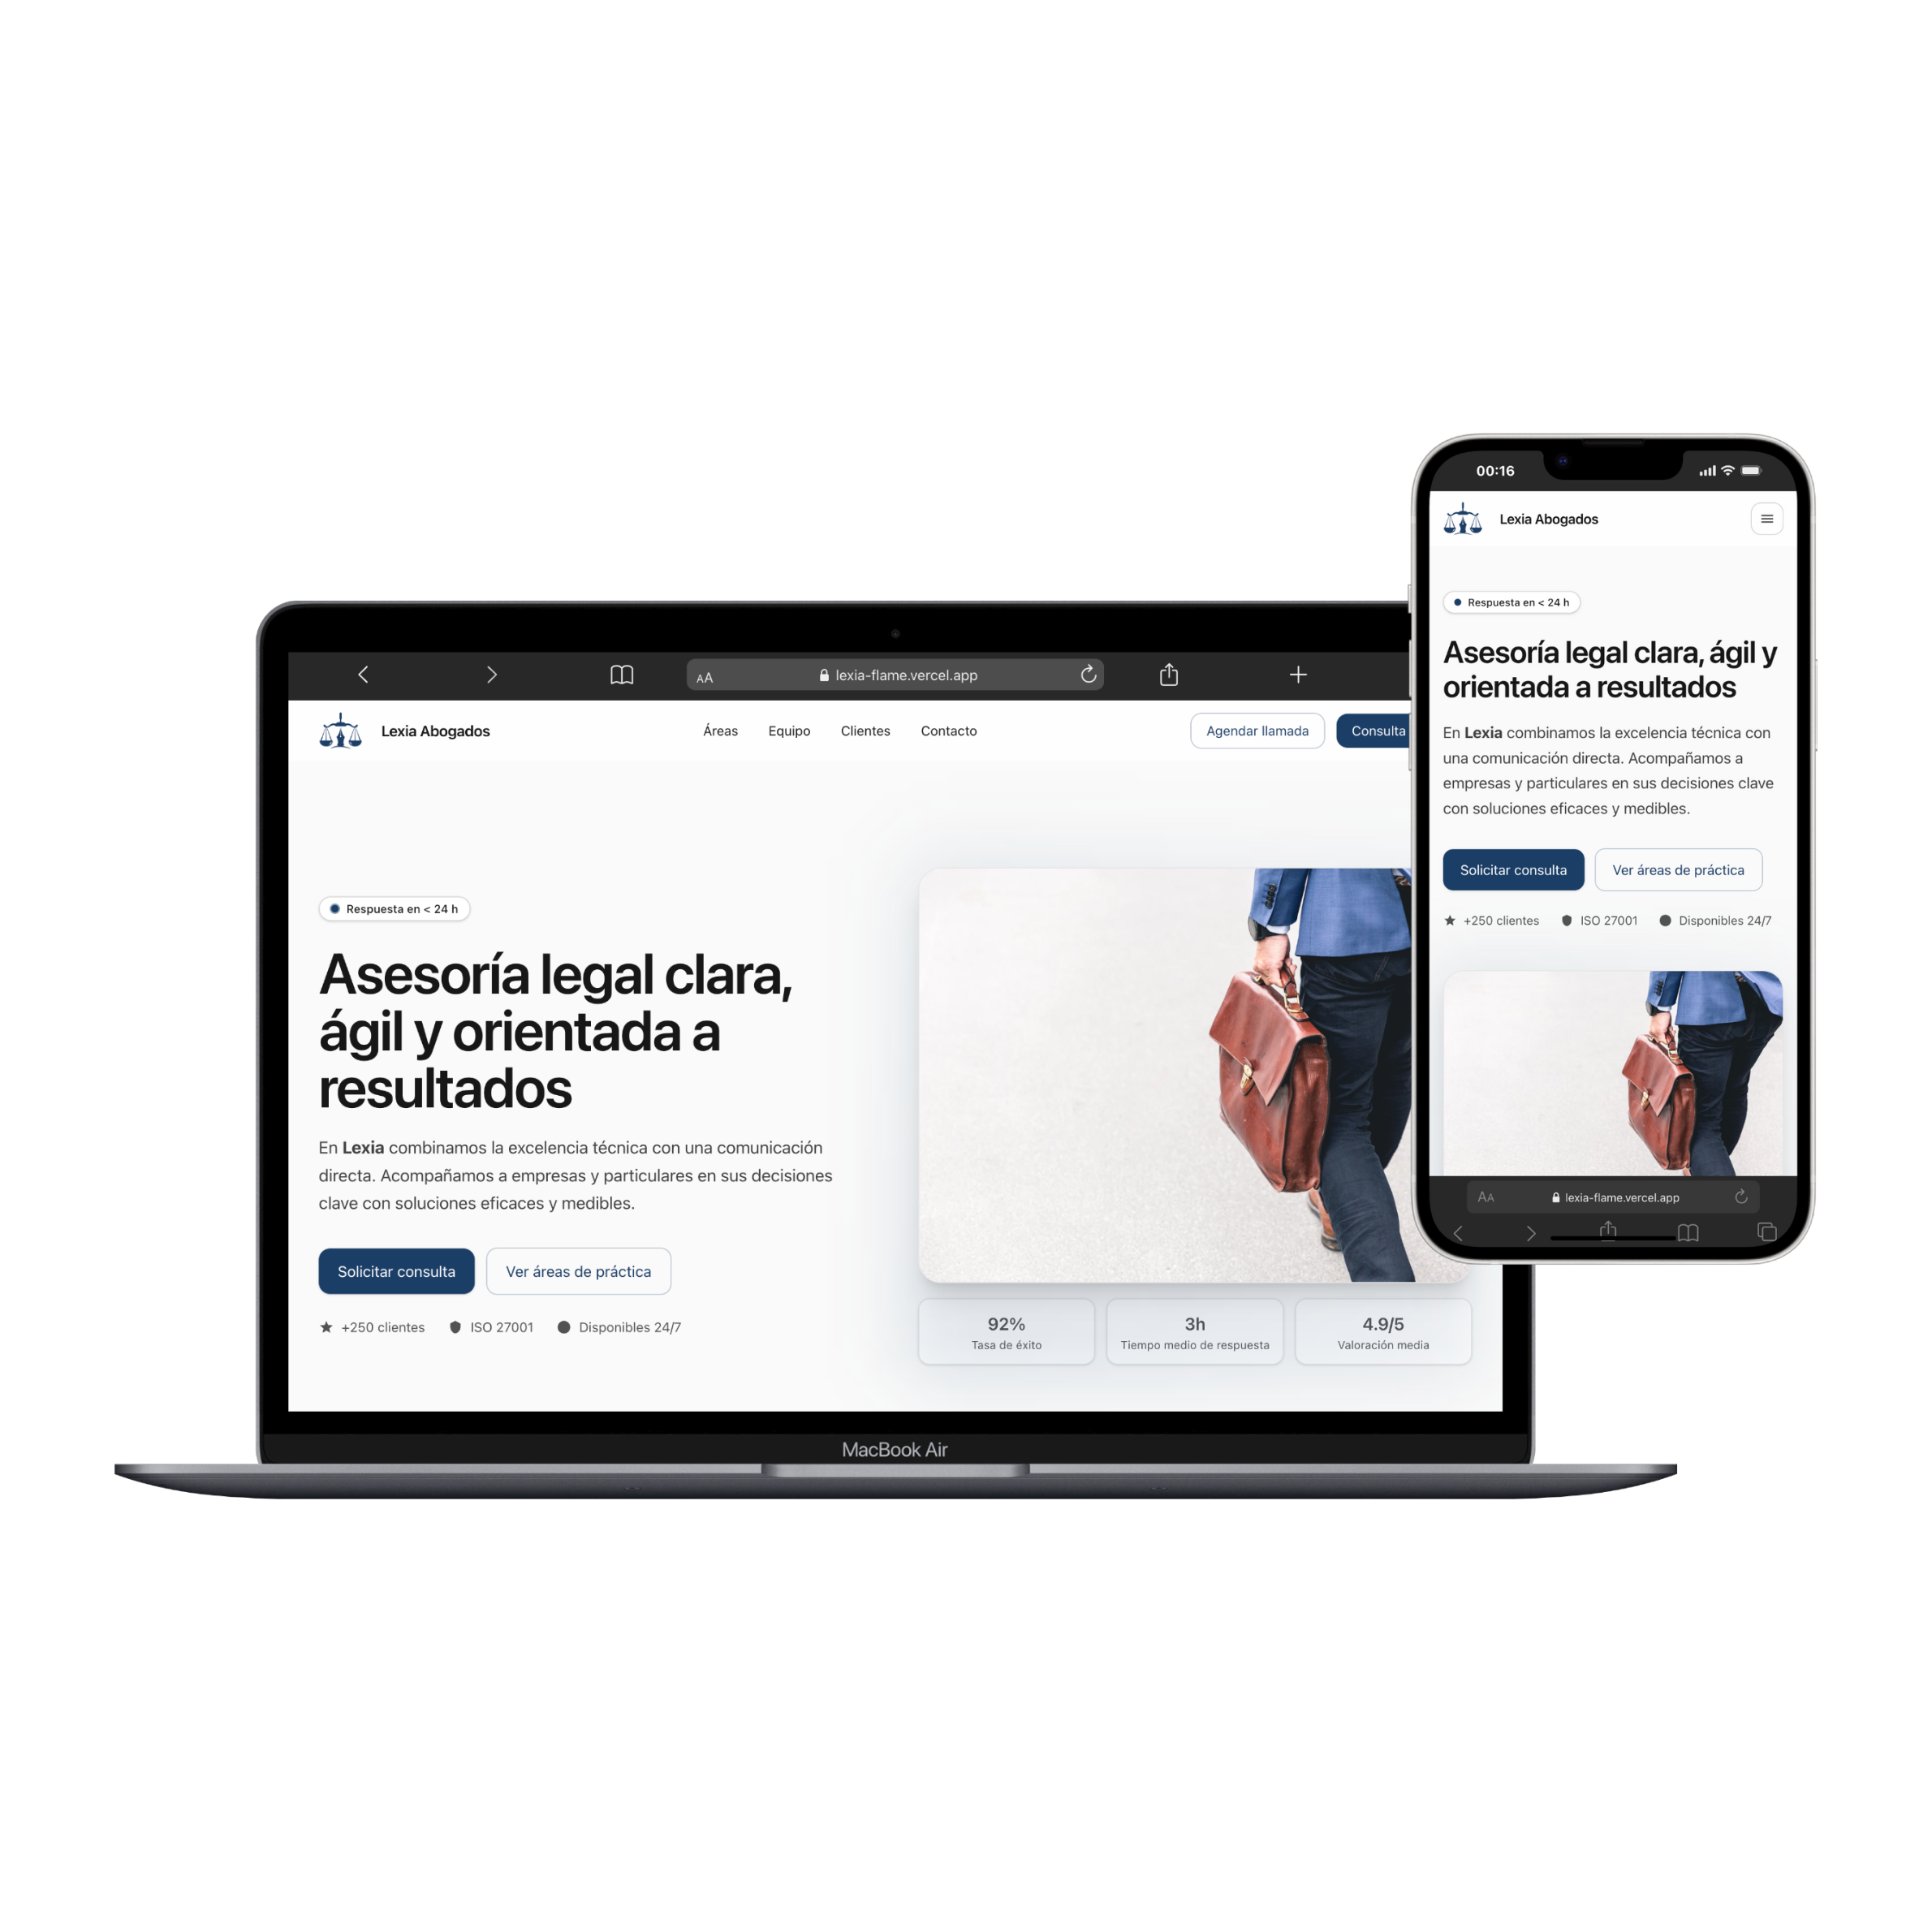 lexia-flame.vercel.app
Lexia Abogados
Áreas
Equipo
Clientes
Contacto
Agendar llamada
Consulta
Respuesta en < 24 h
Asesoría legal clara,
ágil y orientada a
resultados
En Lexia combinamos la excelencia técnica con una comunicación
directa. Acompañamos a empresas y particulares en sus decisiones
clave con soluciones eficaces y medibles.
Solicitar consulta
Ver áreas de práctica
+250 clientes
ISO 27001
Disponibles 24/7
92%
Tasa de éxito
3h
Tiempo medio de respuesta
4.9/5
Valoración media
MacBook Air
00:16
Lexia Abogados
Respuesta en < 24 h
Asesoría legal clara, ágil y
orientada a resultados
En Lexia combinamos la excelencia técnica con
una comunicación directa. Acompañamos a
empresas y particulares en sus decisiones clave
con soluciones eficaces y medibles.
Solicitar consulta
Ver áreas de práctica
+250 clientes
ISO 27001
Disponibles 24/7
AA
lexia-flame.vercel.app